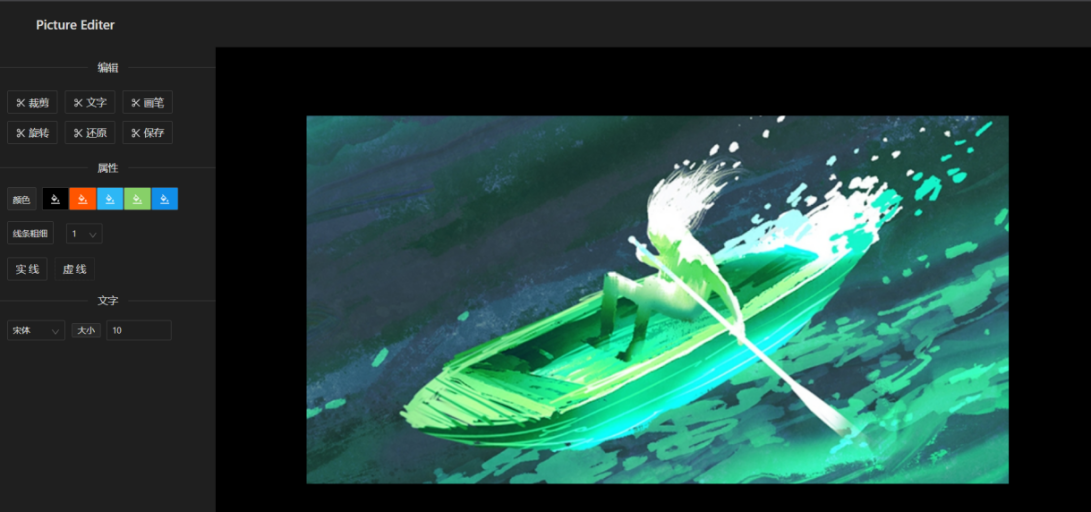 Picture Editer
编辑
裁剪 文字 画笔
旋转 还原 保存
属性
颜色
线条粗细 1
实线 虚线
文字
宋体 大小 10